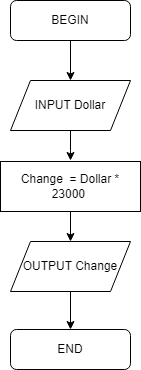 BEGIN
INPUT Dollar
Change = Dollar *
23000
OUTPUT Change
END